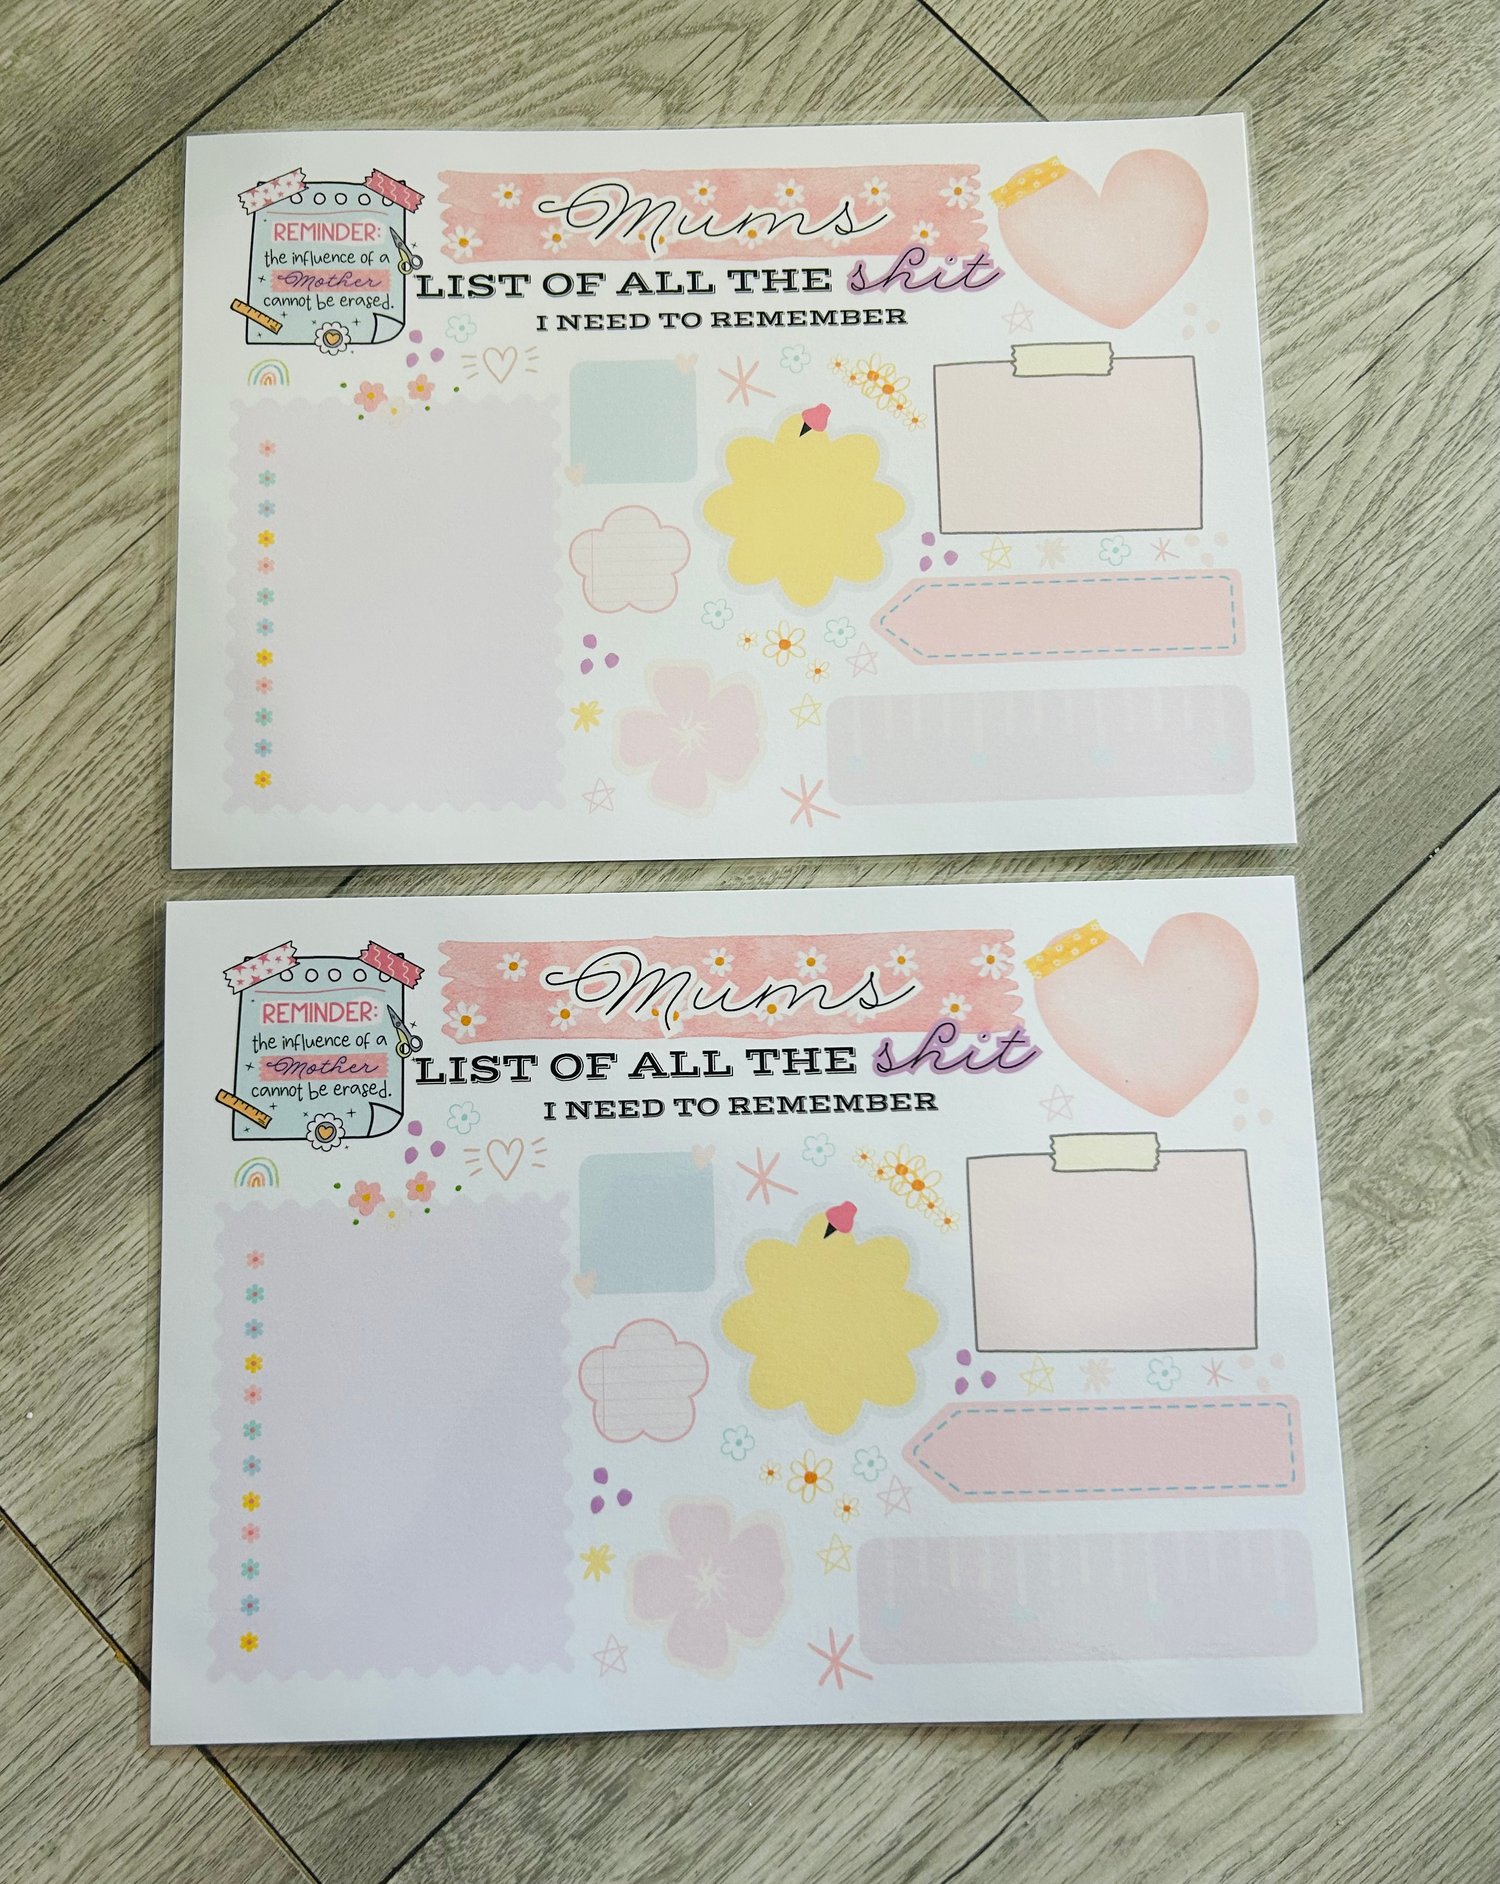 REMINDER:
the influence of a
Mother
cannot be erased.
Mums
LIST OF ALL THE shit
I NEED TO REMEMBER
REMINDER:
the influence of a
Mother
cannot be erased.
Mums
LIST OF ALL THE shit
I NEED TO REMEMBER